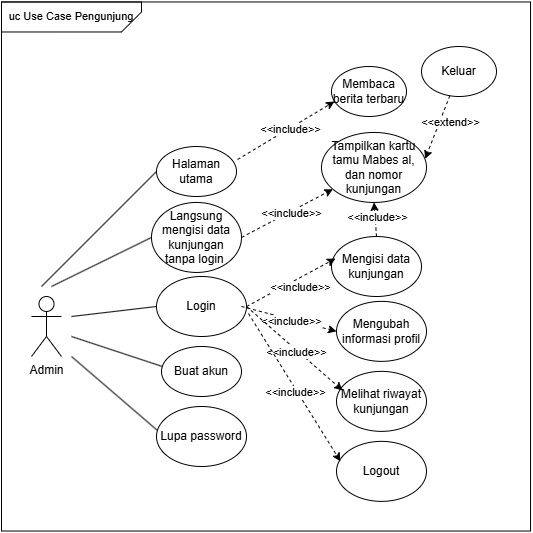 uc Use Case Pengunjung
Keluar
Membaca
berita terbaru
<<extend>>
<<include>>
Tampilkan kartu
tamu Mabes al,
dan nomor
kunjungan
Halaman
utama
Langsung
mengisi data
kunjungan
tanpa login
<<include>>
<<include>>
Mengisi data
kunjungan
Login
<<include>>
<<include>>
Mengubah
informasi profil
<<include>>
Admin
Buat akun
<<include>>
Melihat riwayat
kunjungan
Lupa password
Logout